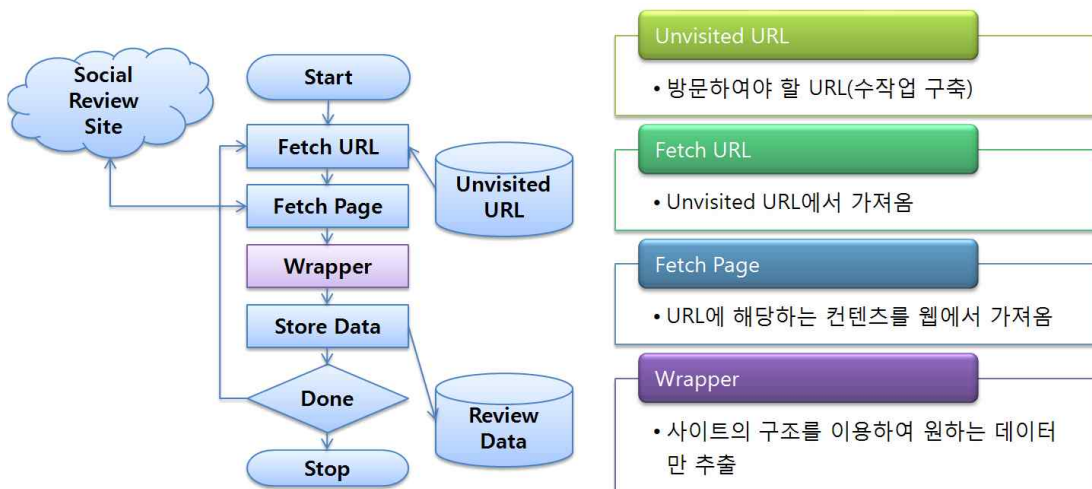 Social
Review
Site
Start
Fetch URL
Unvisited
URL
Fetch Page
Wrapper
Store Data
Done
Review
Data
Stop
Unvisited URL
• 방문하여야 할 URL(수작업 구축)
Fetch URL
• Unvisited URL에서 가져옴
Fetch Page
• URL에 해당하는 컨텐츠를 웹에서 가져옴
Wrapper
• 사이트의 구조를 이용하여 원하는 데이터
만 추출